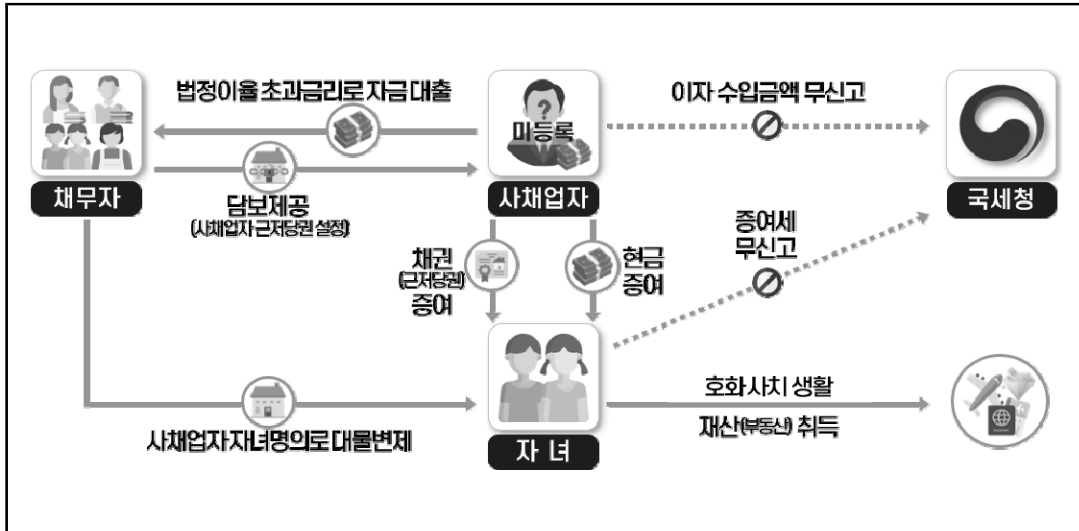 법정이율 초과금리로 자금 대출
이자 수입금액 무신고
?
미등록
채무자
사채업자
국세청
담보제공
(사채업자 근저당권 설정)
채권
(근저당권)
증여
현금
증여
증여세
무신고
호화 사치 생활
재산(부동산) 취득
사채업자 자녀명의로 대물변제
자 녀